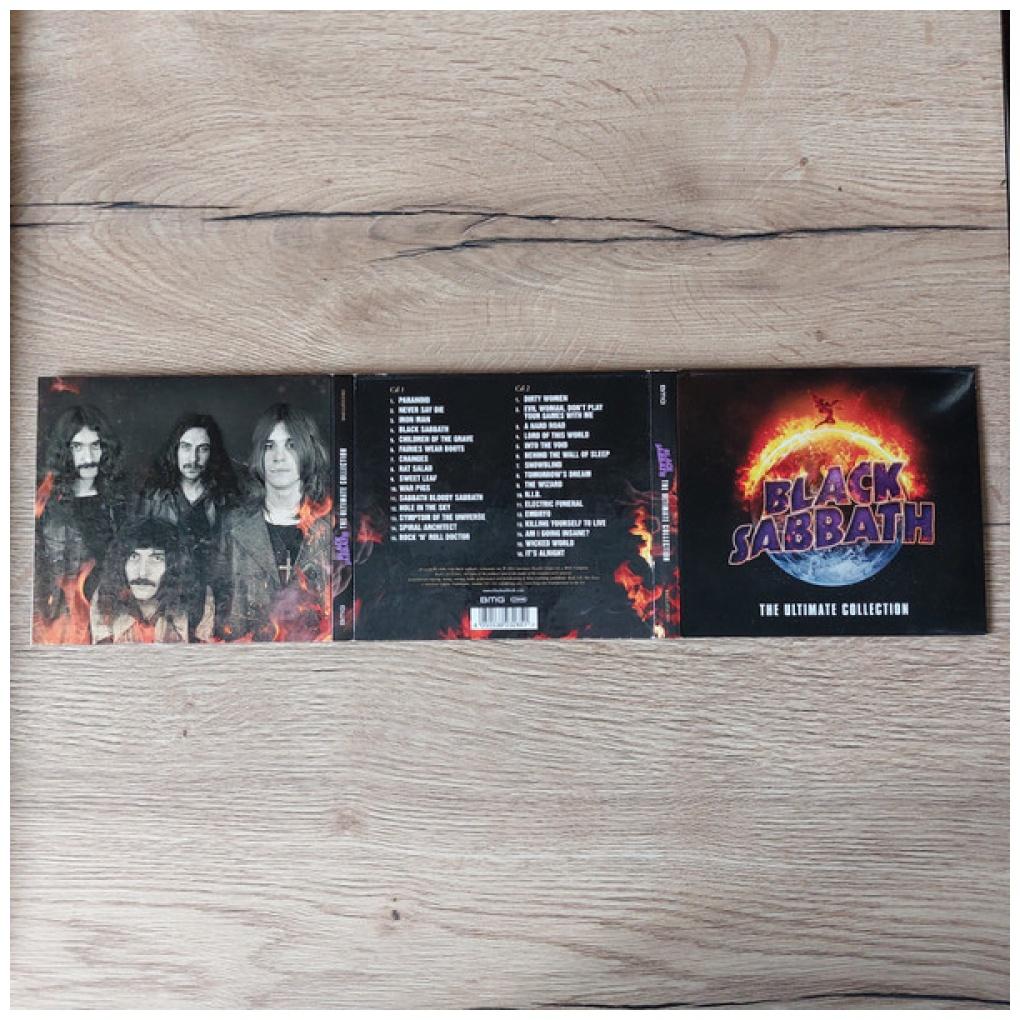 Cd 1
1. PARANOID
2. NEVER SAY DIE
3. IRON MAN
4. BLACK SABBATH
5. CHILDREN OF THE GRAVE
6. FAIRIES WEAR BOOTS
7. CHANGES
8. RAT SALAD
9. SWEET LEAF
10. WAR PIGS
11. SABBATH BLOODY SABBATH
12. HOLE IN THE SKY
13. SYMPTOM OF THE UNIVERSE
14. SPIRAL ARCHITECT
15. ROCK 'N' ROLL DOCTOR
Cd 2
1. DIRTY WOMEN
2. EVIL WOMAN, DON'T PLAY
YOUR GAMES WITH ME
3. A HARD ROAD
4. LORD OF THIS WORLD
5. INTO THE VOID
6. BEHIND THE WALL OF SLEEP
7. SNOWBLIND
8. TOMORROW'S DREAM
9. THE WIZARD
10. N.I.B.
11. ELECTRIC FUNERAL
12. EMBRYO
13. KILLING YOURSELF TO LIVE
14. AM I GOING INSANE?
15. WICKED WORLD
16. IT'S ALRIGHT
BMG
BLACK SABBATH THE ULTIMATE COLLECTION
BMG
BMG
BLACK SABBATH THE ULTIMATE COLLECTION
BLACK
SABBATH
THE ULTIMATE COLLECTION